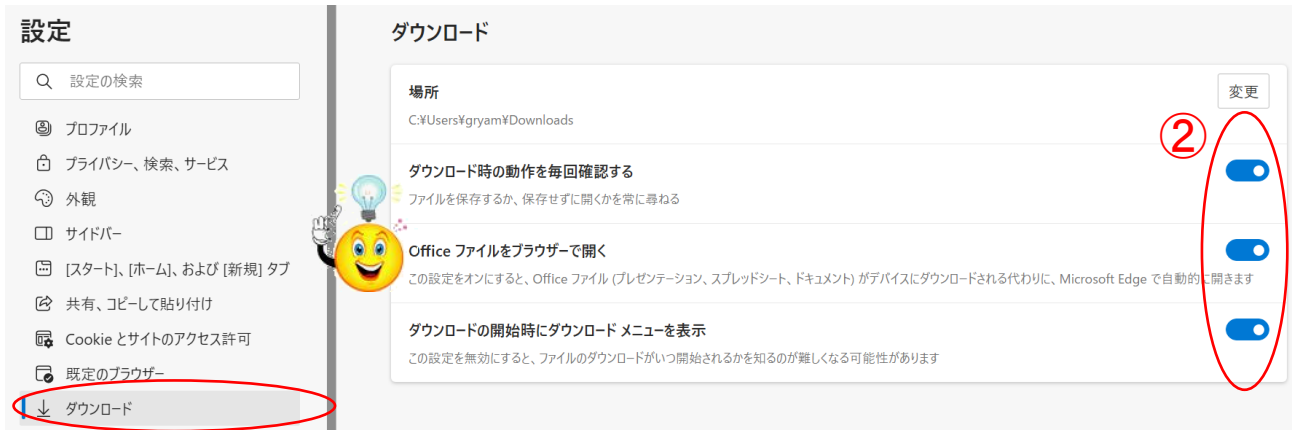 設定
設定の検索
プロファイル
プライバシー、検索、サービス
外観
サイドバー
[スタート]、[ホーム]、および [新規] タブ
共有、コピーして貼り付け
Cookie とサイトのアクセス許可
既定のブラウザー
ダウンロード
ダウンロード
場所
変更
C:¥Users¥gryam¥Downloads
②
ダウンロード時の動作を毎回確認する
ファイルを保存するか、保存せずに開くかを常に尋ねる
Office ファイルをブラウザーで開く
この設定をオンにすると、Office ファイル (プレゼンテーション、スプレッドシート、ドキュメント) がデバイスにダウンロードされる代わりに、Microsoft Edge で自動的に開きます
ダウンロードの開始時にダウンロード メニューを表示
この設定を無効にすると、ファイルのダウンロードがいつ開始されるかを知るのが難しくなる可能性があります